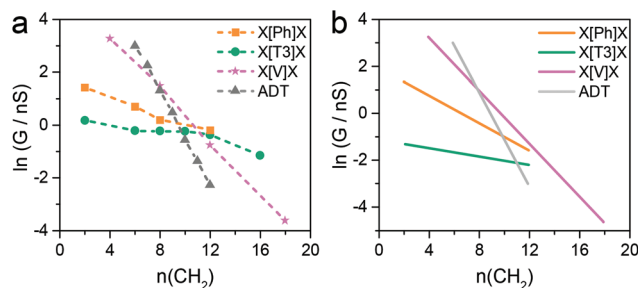 a
ln (G / nS)
4
2
0
-2
-4
0 4 8 12 16 20
n(CH₂)
X[Ph]X
X[T3]X
X[V]X
ADT
b
ln (G / nS)
4
2
0
-2
-4
0 4 8 12 16 20
n(CH₂)
X[Ph]X
X[T3]X
X[V]X
ADT